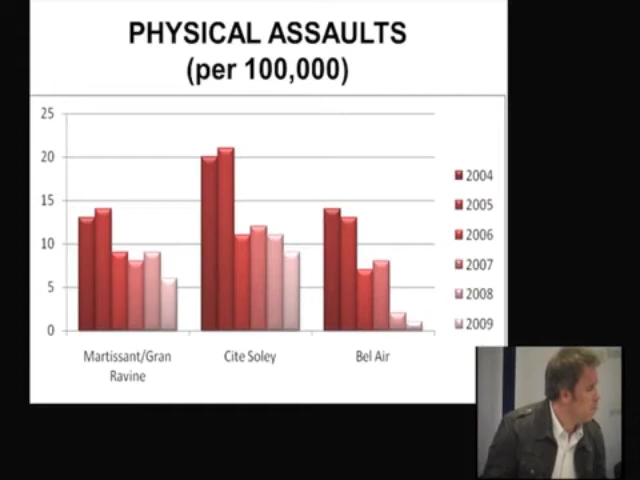 PHYSICAL ASSAULTS
(per 100,000)
25
20
15
10
5
0
Martissant/Gran
Ravine
Cite Soley
Bel Air
2004
2005
2006
2007
2008
2009